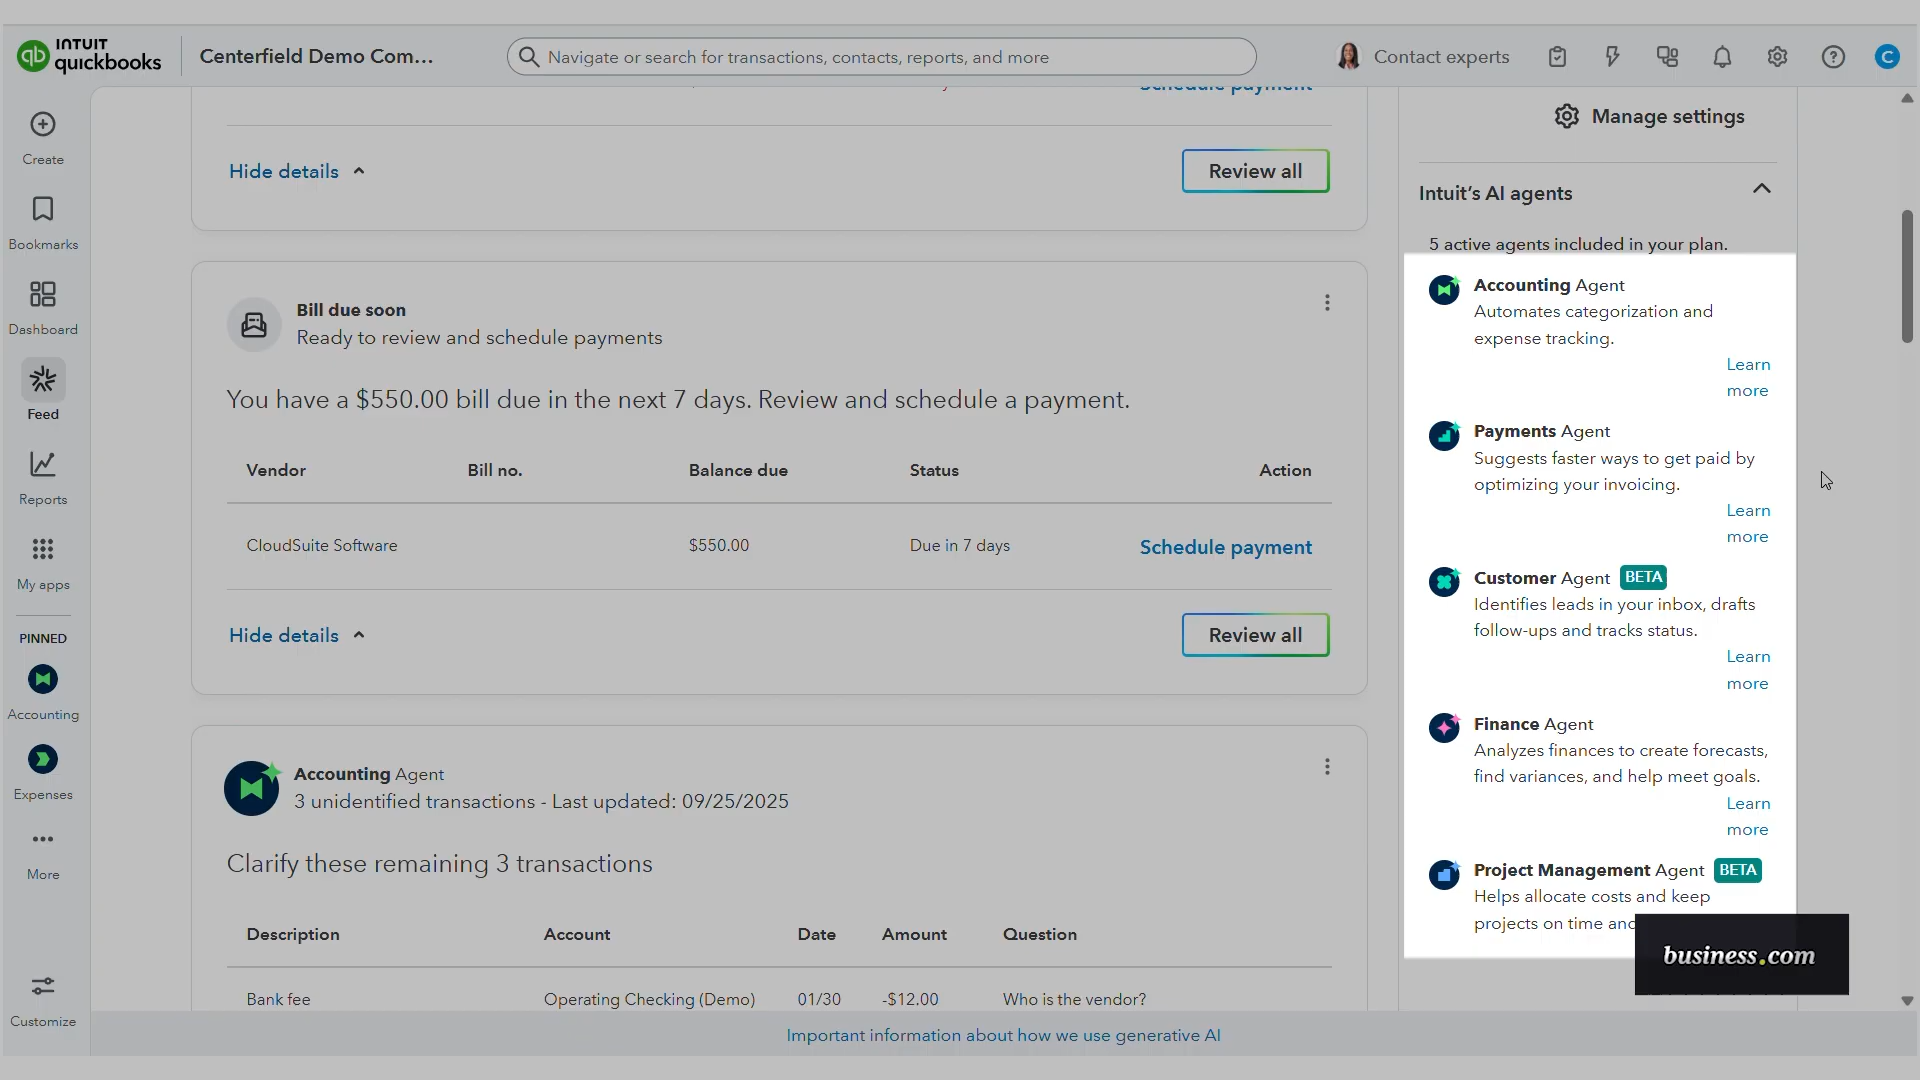 INTUIT
quickbooks
Centerfield Demo Com...
Navigate or search for transactions, contacts, reports, and more
Contact experts
C
Create
Bookmarks
Dashboard
Feed
Reports
My apps
PINNED
Accounting
Expenses
More
Customize
Schedule payment
Hide details
Review all
Bill due soon
Ready to review and schedule payments
You have a $550.00 bill due in the next 7 days. Review and schedule a payment.
Vendor Bill no. Balance due Status Action
CloudSuite Software $550.00 Due in 7 days Schedule payment
Hide details
Review all
Accounting Agent
3 unidentified transactions - Last updated: 09/25/2025
Clarify these remaining 3 transactions
Description Account Date Amount Question
Bank fee Operating Checking (Demo) 01/30 -$12.00 Who is the vendor?
Manage settings
Intuit's AI agents
5 active agents included in your plan.
Accounting Agent
Automates categorization and
expense tracking.
Learn
more
Payments Agent
Suggests faster ways to get paid by
optimizing your invoicing.
Learn
more
Customer Agent BETA
Identifies leads in your inbox, drafts
follow-ups and tracks status.
Learn
more
Finance Agent
Analyzes finances to create forecasts,
find variances, and help meet goals.
Learn
more
Project Management Agent BETA
Helps allocate costs and keep
projects on time and
business.com
Important information about how we use generative AI